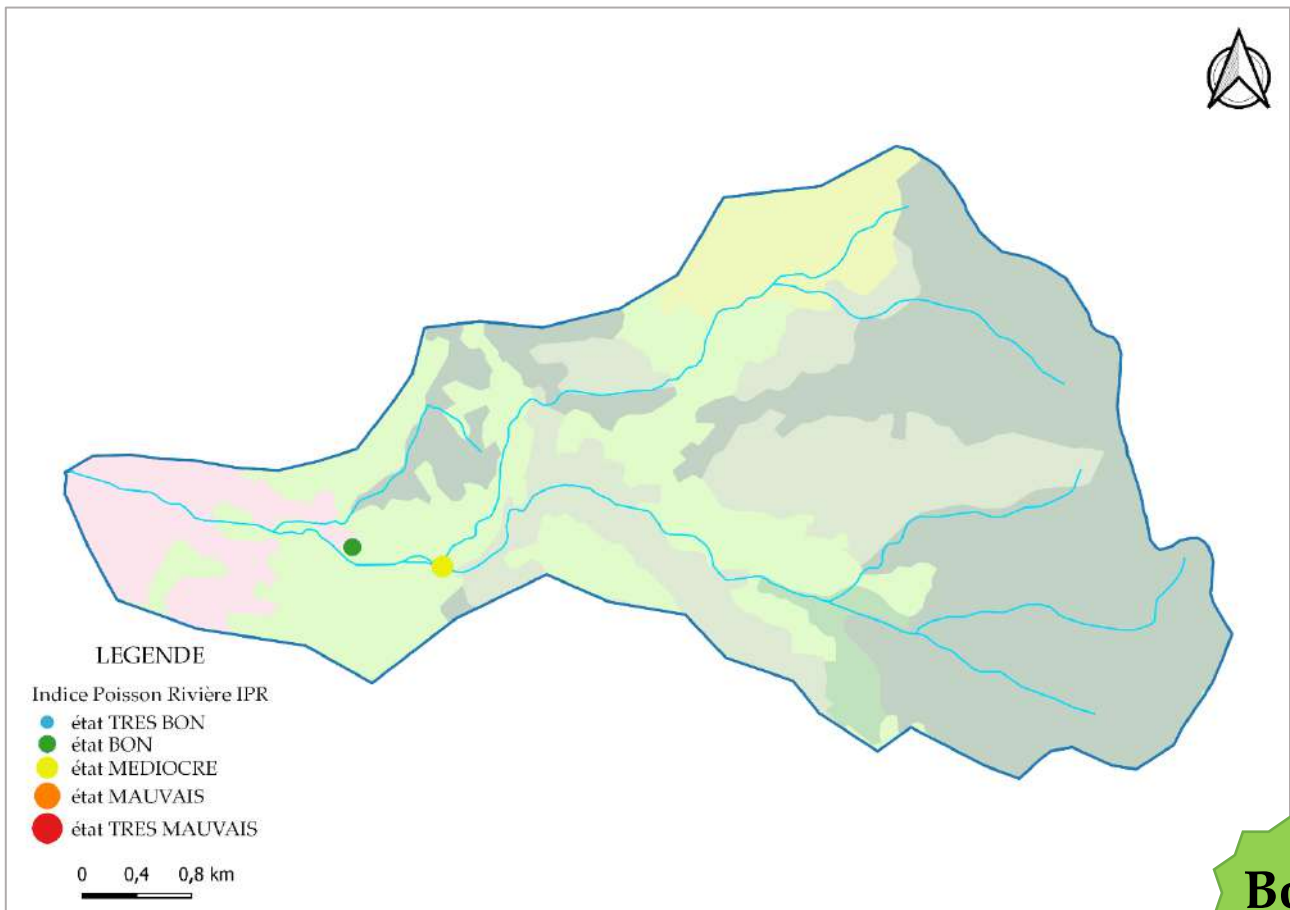 LEGENDE
Indice Poisson Rivière IPR
état TRES BON
état BON
état MEDIOCRE
état MAUVAIS
état TRES MAUVAIS
0 0,4 0,8 km